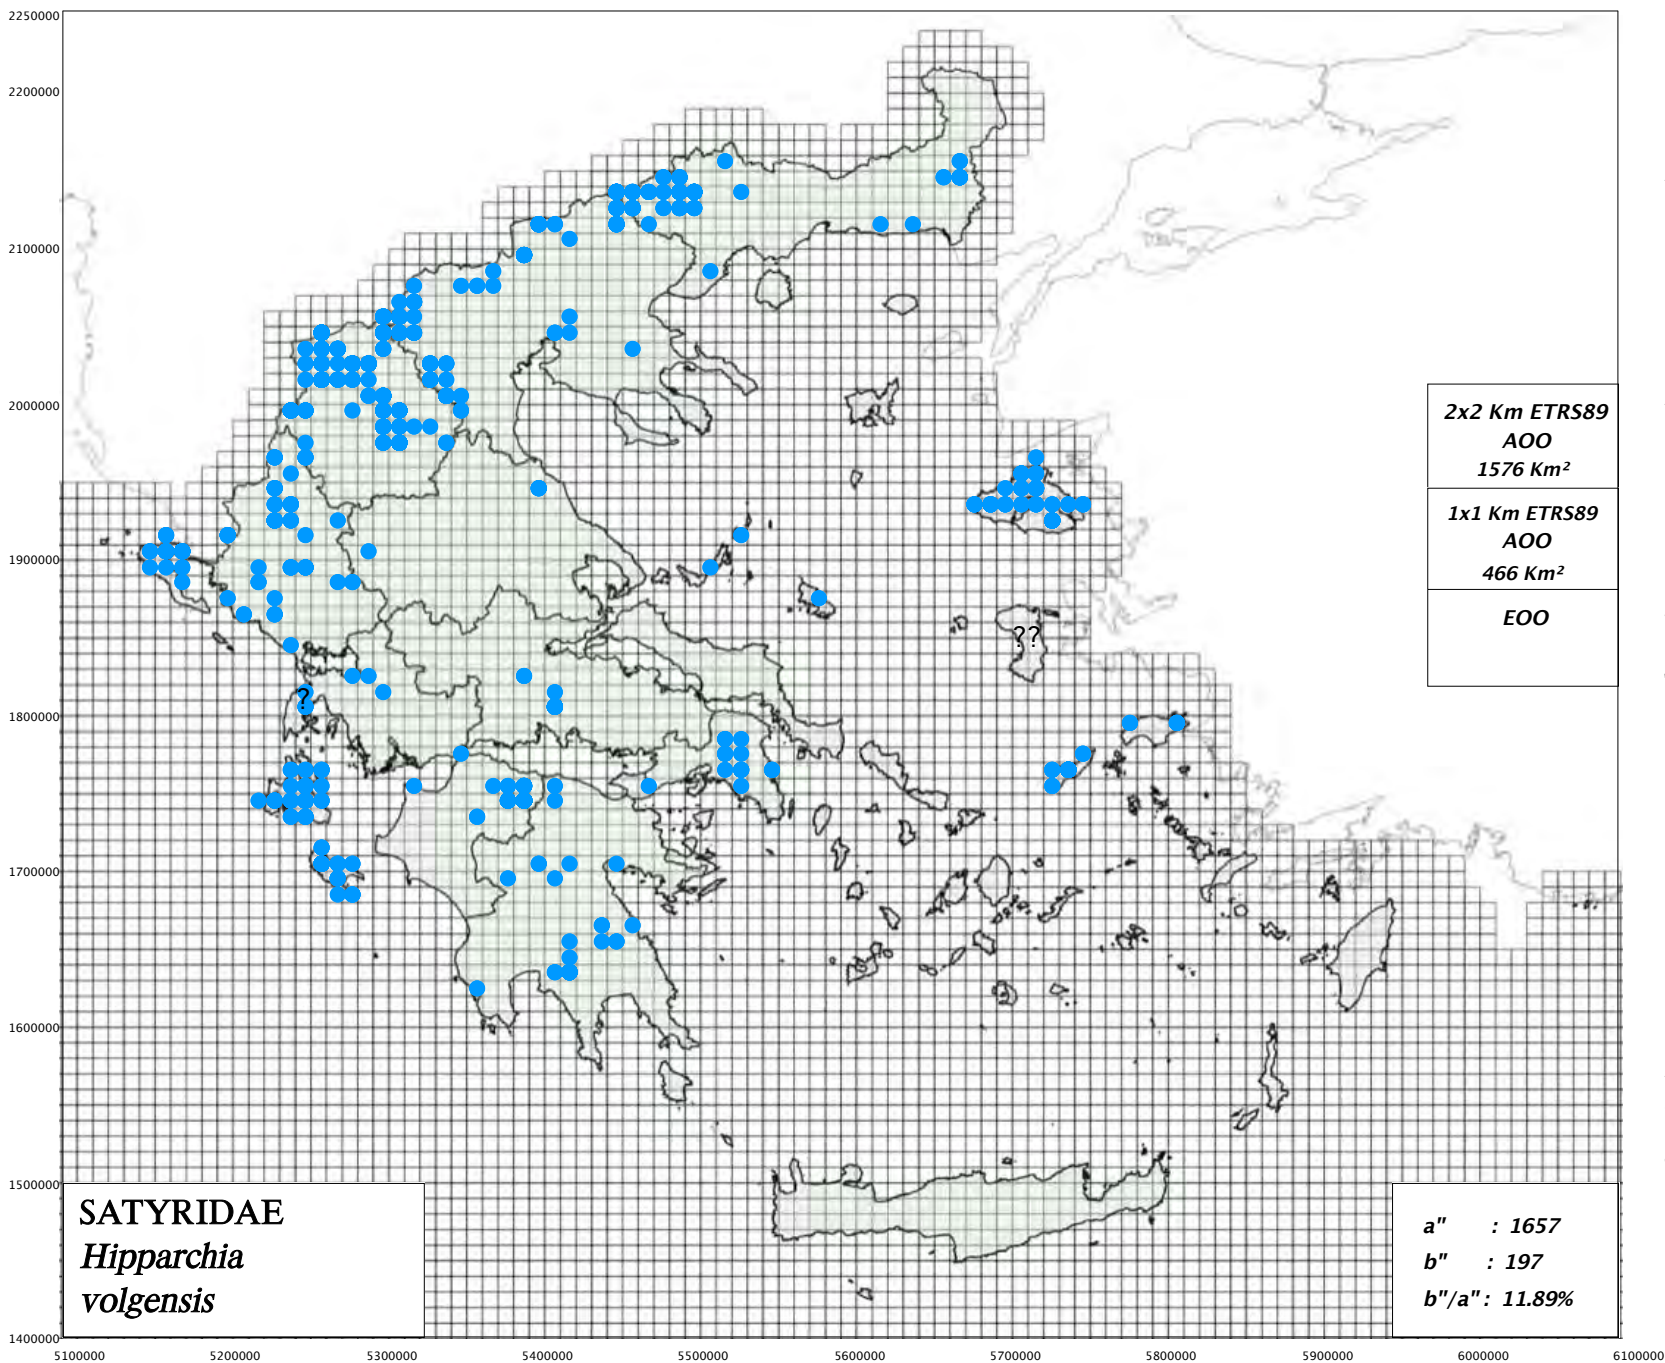 2250000
2200000
2100000
2000000
1900000
1800000
1700000
1600000
1500000
1400000
5100000 5200000 5300000 5400000 5500000 5600000 5700000 5800000 5900000 6000000 6100000
2x2 Km ETRS89
AOO
1576 Km²
1x1 Km ETRS89
AOO
466 Km²
EOO
??
?
SATYRIDAE
Hipparchia
volgensis
a" : 1657
b" : 197
b"/a" : 11.89%